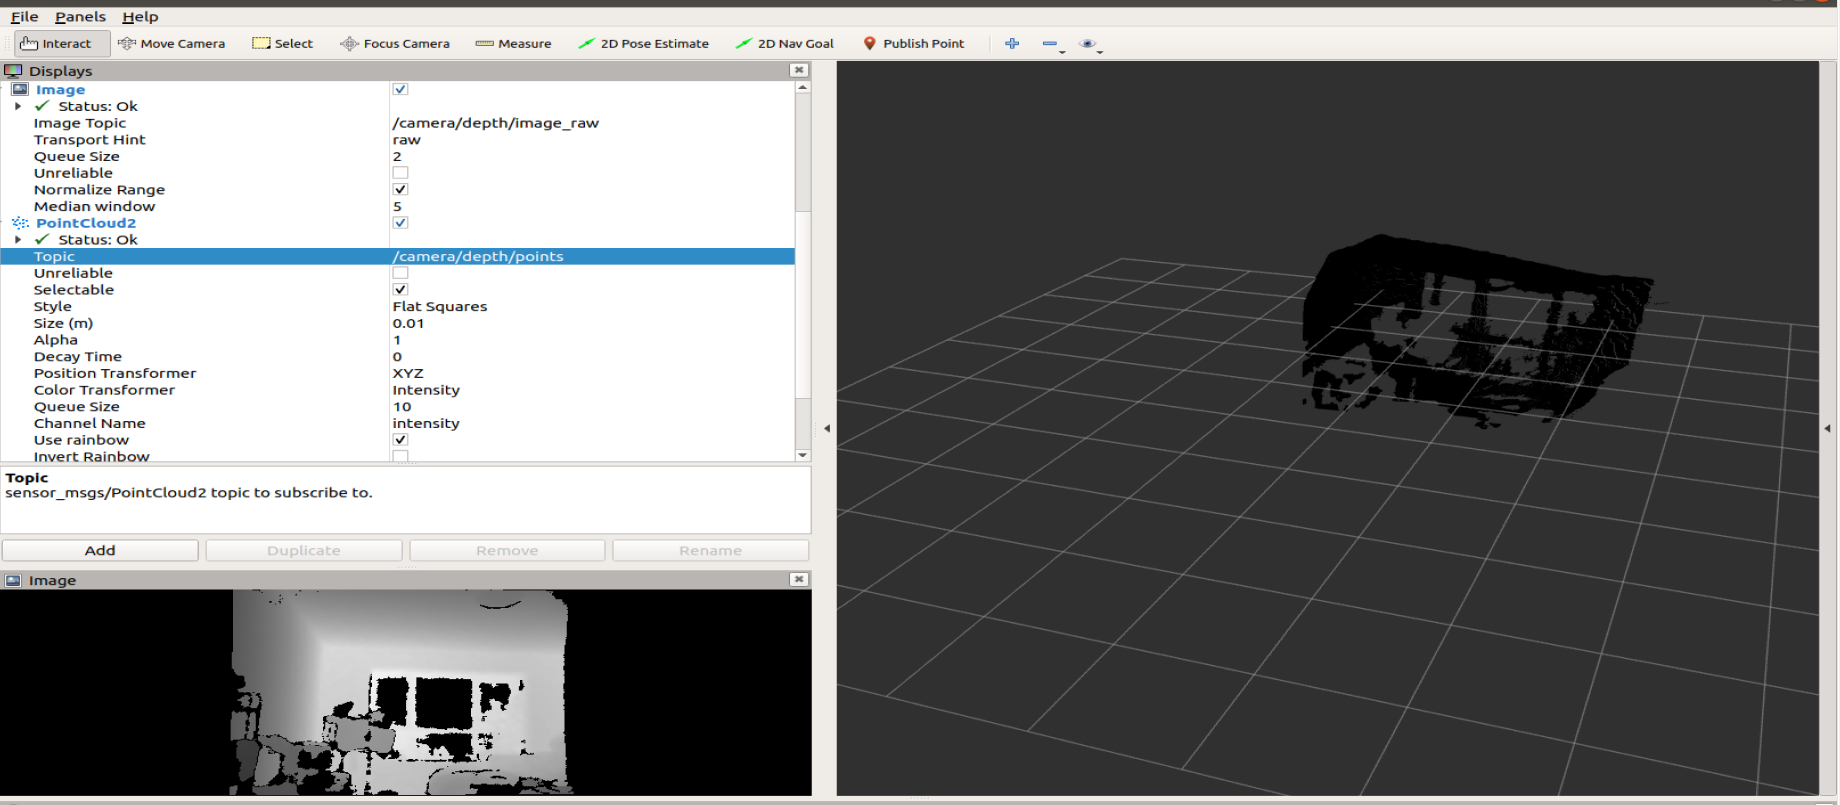 File Panels Help
Interact Move Camera Select Focus Camera Measure 2D Pose Estimate 2D Nav Goal Publish Point
Displays
Image
Status: Ok
Image Topic /camera/depth/image_raw
Transport Hint raw
Queue Size 2
Unreliable
Normalize Range
Median window 5
PointCloud2
Status: Ok
Topic /camera/depth/points
Unreliable
Selectable
Style Flat Squares
Size (m) 0.01
Alpha 1
Decay Time 0
Position Transformer XYZ
Color Transformer Intensity
Queue Size 10
Channel Name intensity
Use rainbow
Invert Rainbow
Topic
sensor_msgs/PointCloud2 topic to subscribe to.
Add Duplicate Remove Rename
Image